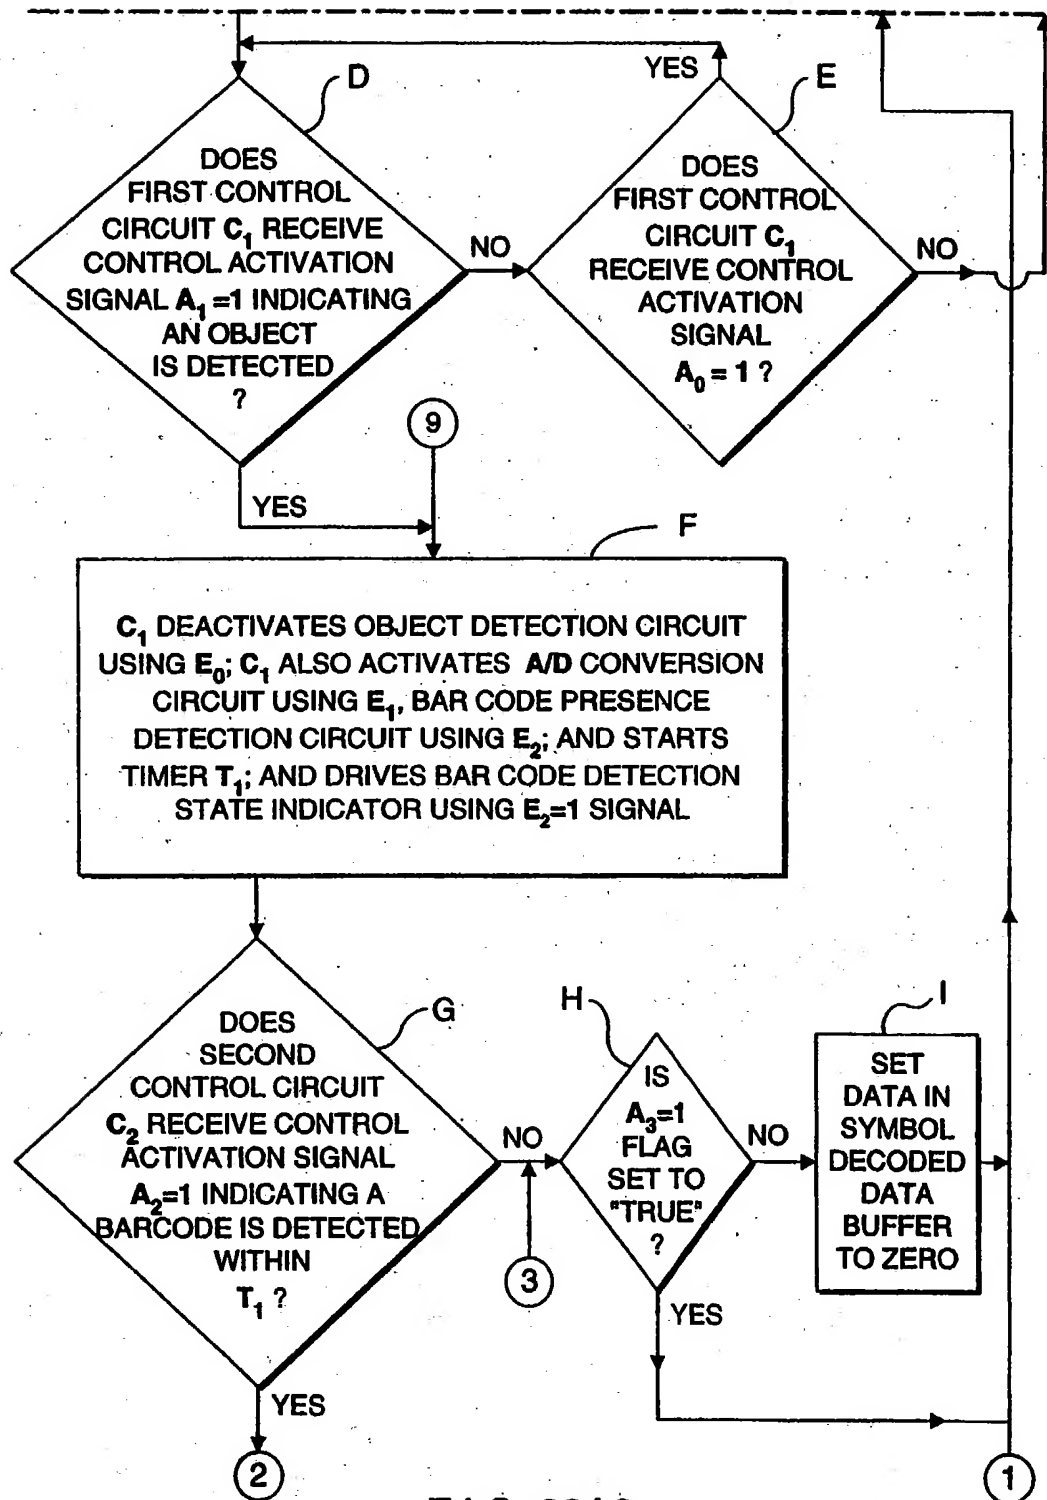 YES
D
E
DOES
FIRST CONTROL
CIRCUIT C₁ RECEIVE
CONTROL ACTIVATION
SIGNAL A₁ =1 INDICATING
AN OBJECT
IS DETECTED
?
NO
DOES
FIRST CONTROL
CIRCUIT C₁
RECEIVE CONTROL
ACTIVATION
SIGNAL
A₀ = 1 ?
NO
9
YES
F
C₁ DEACTIVATES OBJECT DETECTION CIRCUIT
USING E₀; C₁ ALSO ACTIVATES A/D CONVERSION
CIRCUIT USING E₁, BAR CODE PRESENCE
DETECTION CIRCUIT USING E₂; AND STARTS
TIMER T₁; AND DRIVES BAR CODE DETECTION
STATE INDICATOR USING E₂=1 SIGNAL
G
DOES
SECOND
CONTROL CIRCUIT
C₂ RECEIVE CONTROL
ACTIVATION SIGNAL
A₂=1 INDICATING A
BARCODE IS DETECTED
WITHIN
T₁ ?
NO
3
H
IS
A₃=1
FLAG
SET TO
"TRUE"
?
NO
I
SET
DATA IN
SYMBOL
DECODED
DATA
BUFFER
TO ZERO
YES
YES
2
1